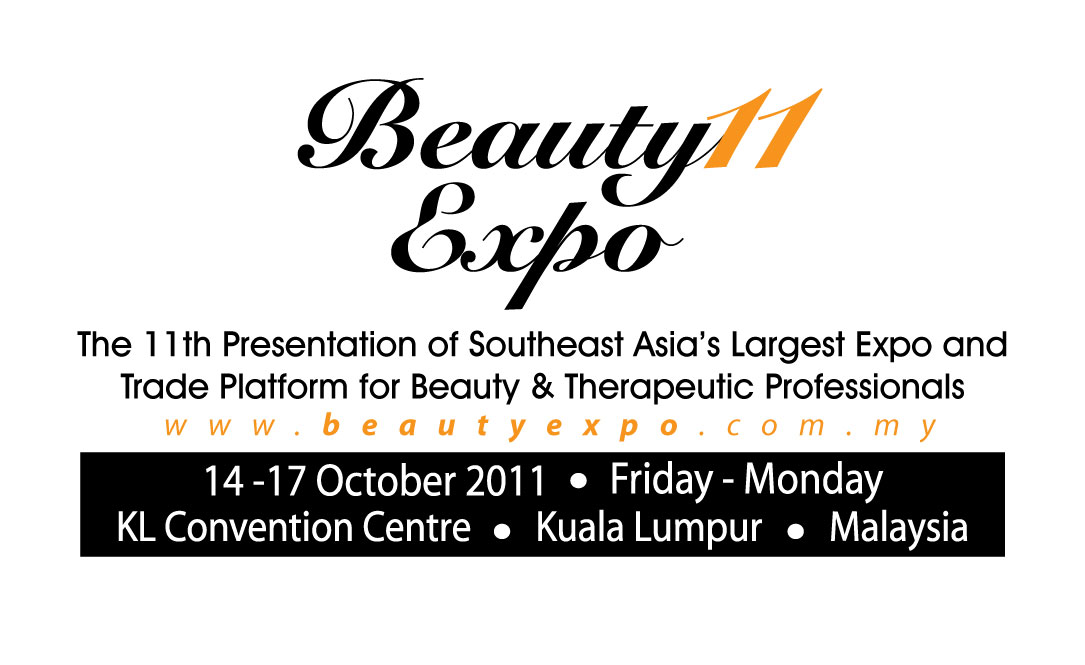 Beauty11
Expo
The 11th Presentation of Southeast Asia's Largest Expo and
Trade Platform for Beauty & Therapeutic Professionals
www.beautyexpo.com.my
14 -17 October 2011 • Friday - Monday
KL Convention Centre • Kuala Lumpur • Malaysia